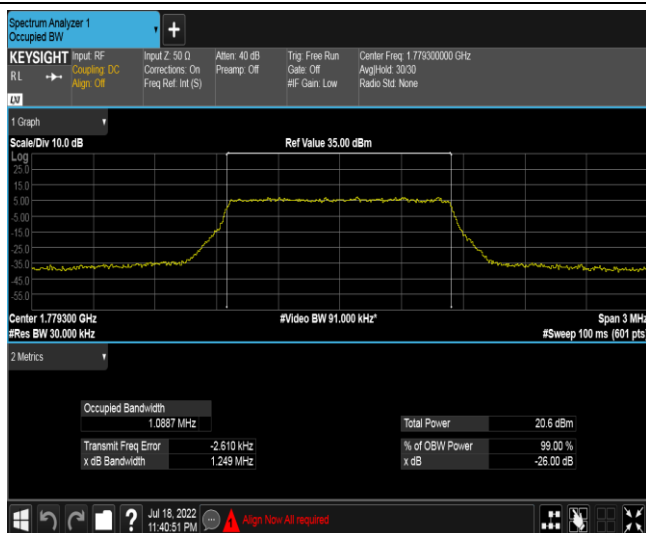 Spectrum Analyzer 1
Occupied BW
+
KEYSIGHT
RL
LXI
Input: RF
Coupling: DC
Align: Off
Input Z: 50 Ω
Corrections: On
Freq Ref: Int (S)
Atten: 40 dB
Preamp: Off
Trig: Free Run
Gate: Off
#IF Gain: Low
Center Freq: 1.779300000 GHz
Avg|Hold: 30/30
Radio Std: None
1 Graph
Scale/Div 10.0 dB
Ref Value 35.00 dBm
Log
25.0
15.0
5.00
-5.00
-15.0
-25.0
-35.0
-45.0
-55.0
Center 1.779300 GHz
#Video BW 91.000 kHz*
Span 3 MHz
#Res BW 30.000 kHz
#Sweep 100 ms (601 pts)
2 Metrics
Occupied Bandwidth
1.0887 MHz
Total Power 20.6 dBm
Transmit Freq Error -2.610 kHz
% of OBW Power 99.00 %
x dB Bandwidth 1.249 MHz
x dB -26.00 dB
?
Jul 18, 2022
11:40:51 PM
Align Now All required